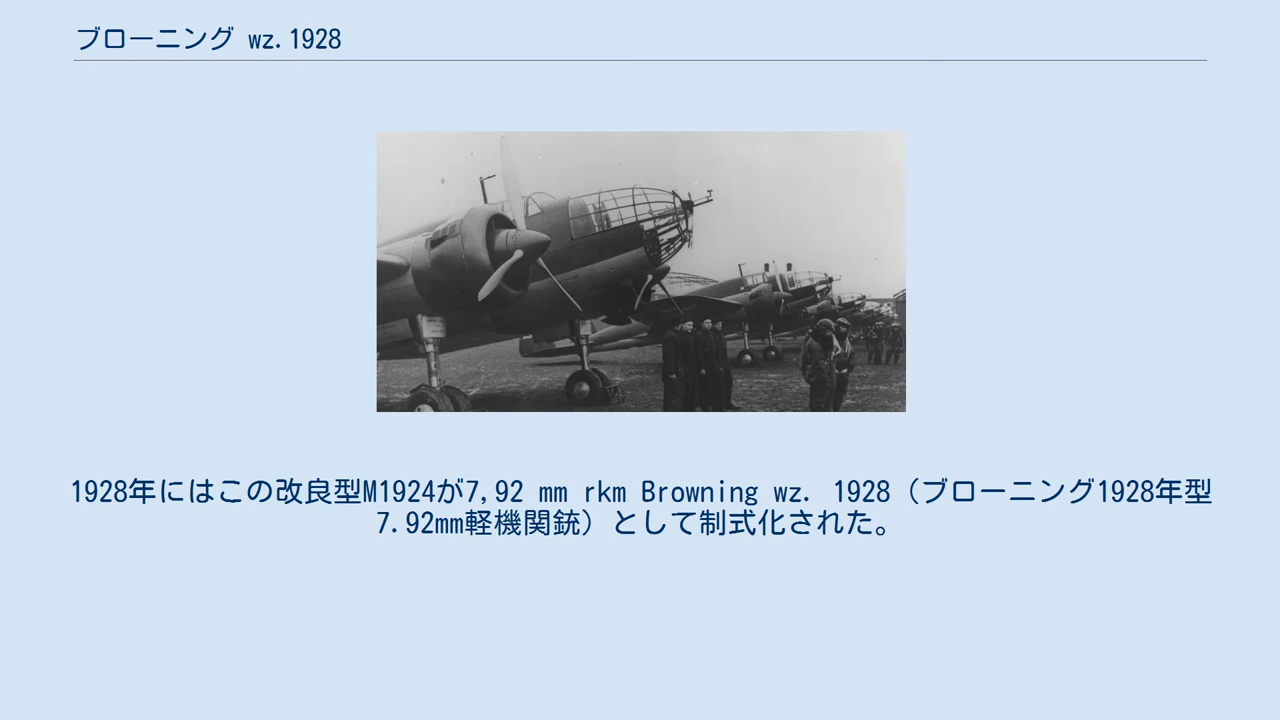 ブローニング wz.1928
1928年にはこの改良型M1924が7,92 mm rkm Browning wz. 1928（ブローニング1928年型
7.92mm軽機関銃）として制式化された。